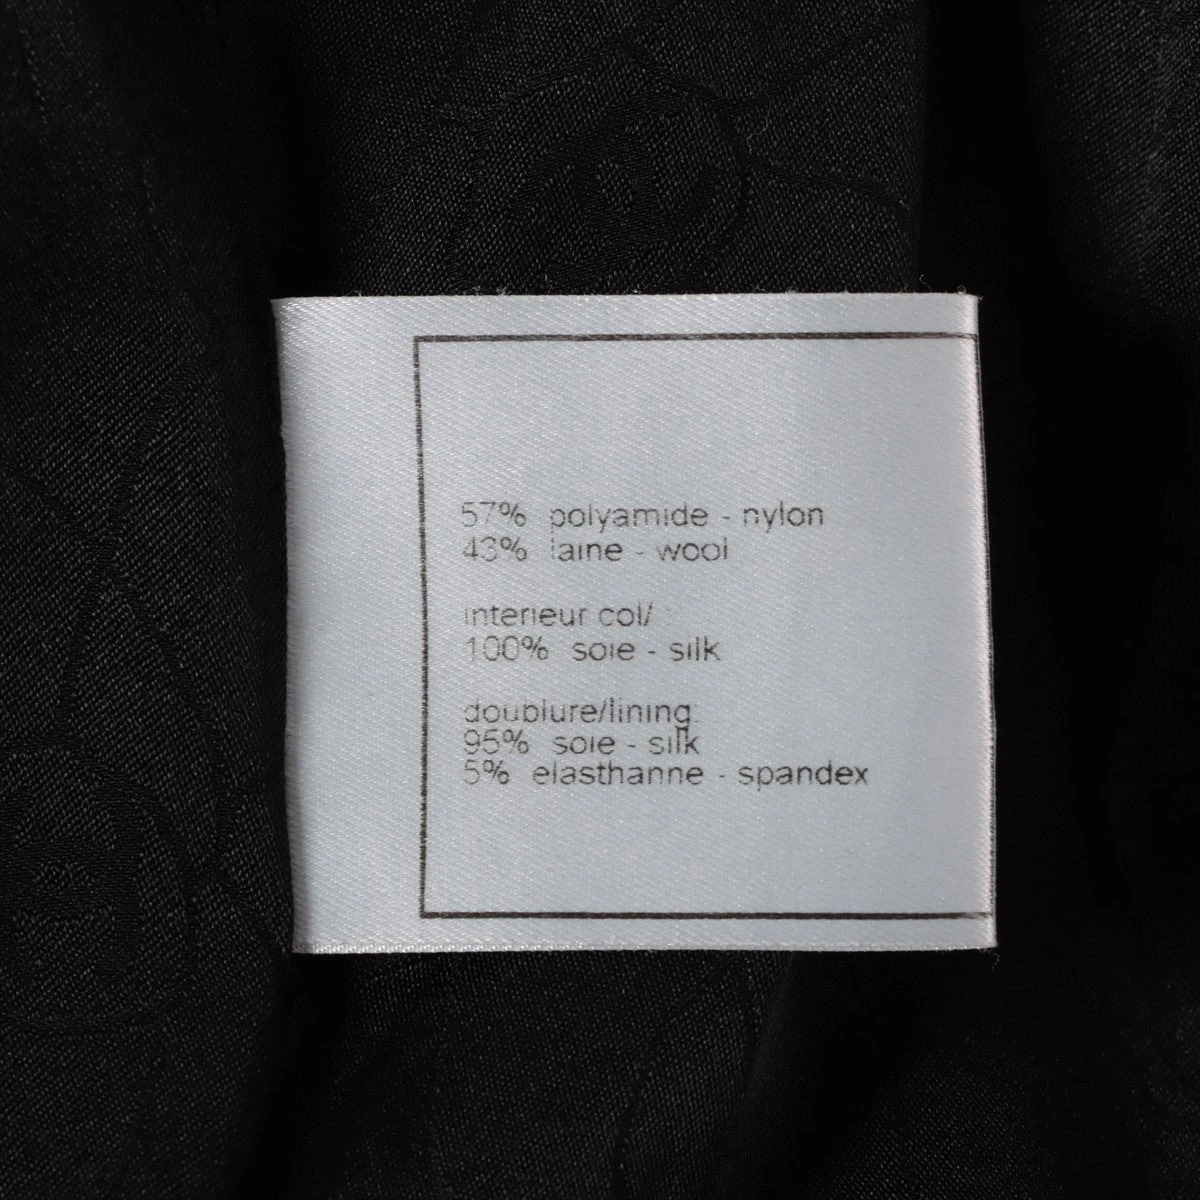 57% polyamide - nylon
43% laine - wool
interieur col/
100% soie - silk
doublure/lining
95% soie - silk
5% elasthanne - spandex